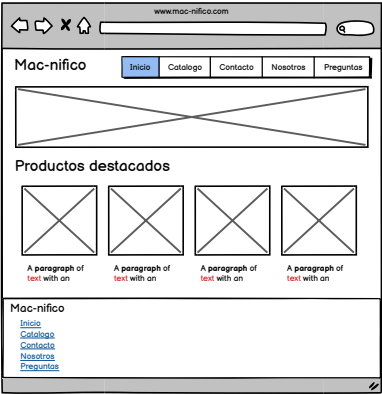 www.mac-nifico.com
Mac-nifico
Inicio Catalogo Contacto Nosotros Preguntas
Productos destacados
A paragraph of A paragraph of A paragraph of A paragraph of
text with an text with an text with an text with an
Mac-nifico
Inicio
Catalogo
Contacto
Nosotros
Preguntas